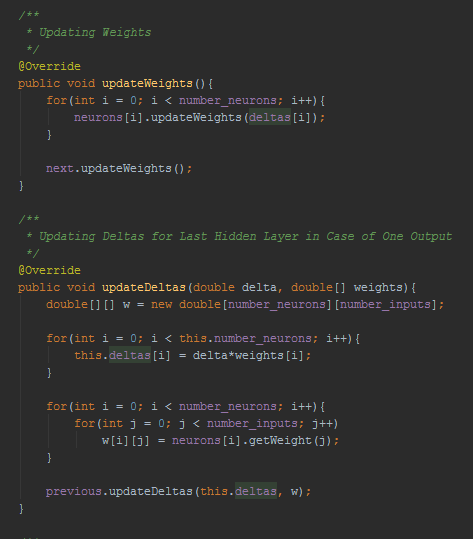 /**
 * Updating Weights
 */
@Override
public void updateWeights(){
    for(int i = 0; i < number_neurons; i++){
        neurons[i].updateWeights(deltas[i]);
    }

    next.updateWeights();
}

/**
 * Updating Deltas for Last Hidden Layer in Case of One Output
 */
@Override
public void updateDeltas(double delta, double[] weights){
    double[][] w = new double[number_neurons][number_inputs];

    for(int i = 0; i < this.number_neurons; i++){
        this.deltas[i] = delta*weights[i];
    }

    for(int i = 0; i < number_neurons; i++){
        for(int j = 0; j < number_inputs; j++)
            w[i][j] = neurons[i].getWeight(j);
    }

    previous.updateDeltas(this.deltas, w);
}